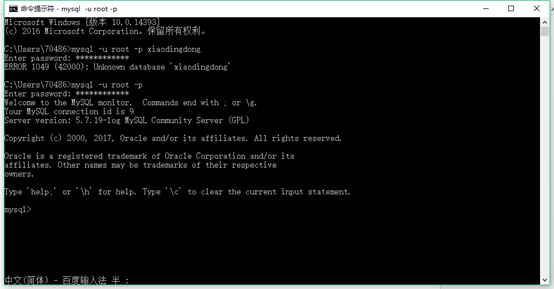 命令提示符 - mysql  -u root -p
Microsoft Windows [版本 10.0.14393]
(c) 2016 Microsoft Corporation。保留所有权利。
C:\Users\70486>mysql -u root -p xiaodingdong
Enter password: ************
ERROR 1049 (42000): Unknown database 'xiaodingdong'
C:\Users\70486>mysql -u root -p
Enter password: ************
Welcome to the MySQL monitor.  Commands end with ; or \g.
Your MySQL connection id is 9
Server version: 5.7.19-log MySQL Community Server (GPL)
Copyright (c) 2000, 2017, Oracle and/or its affiliates. All rights reserved.
Oracle is a registered trademark of Oracle Corporation and/or its
affiliates. Other names may be trademarks of their respective
owners.
Type 'help;' or '\h' for help. Type '\c' to clear the current input statement.
mysql>
中文(简体) - 百度输入法 半 :